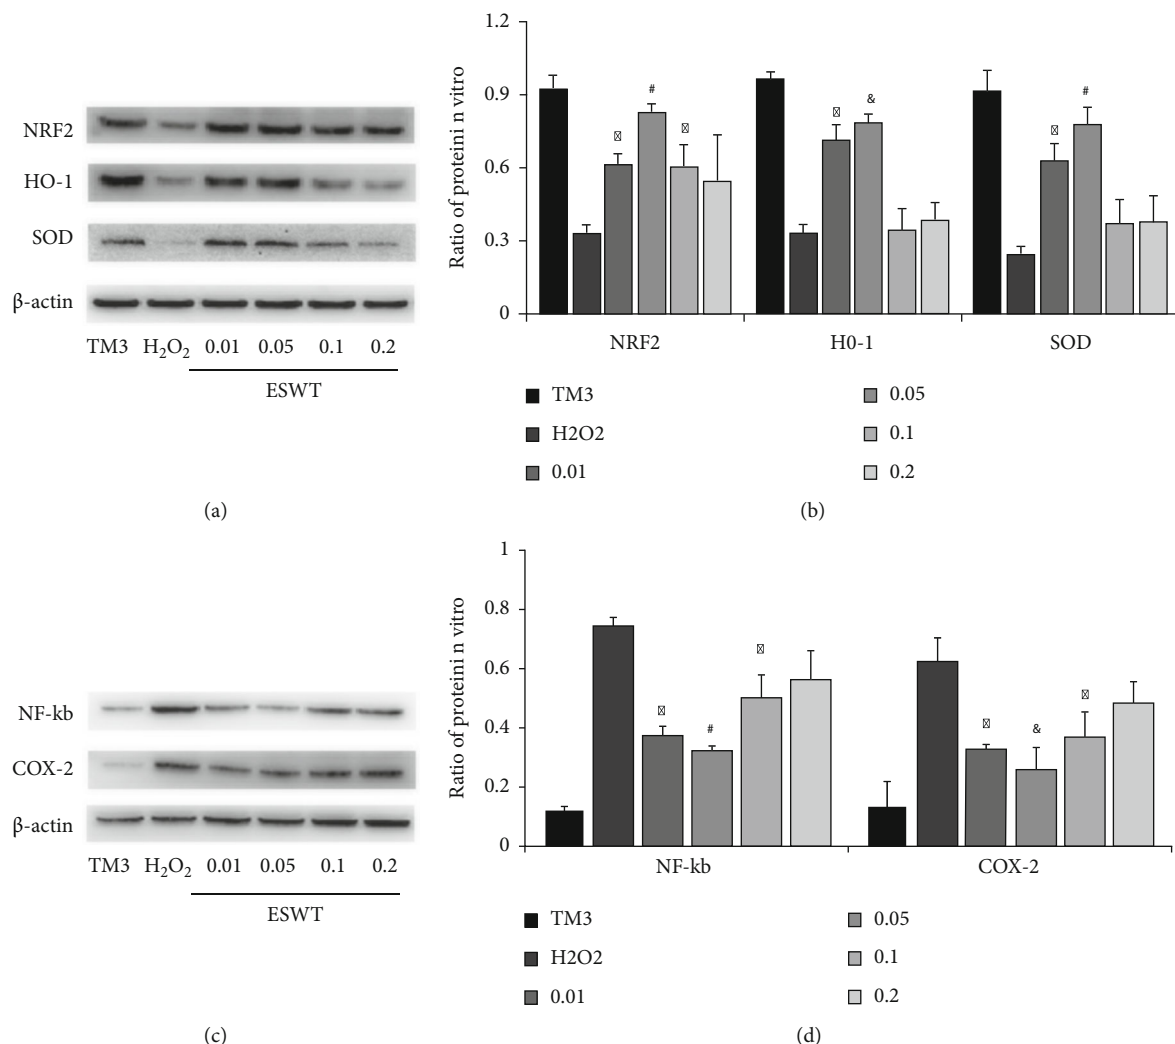 NRF2
HO-1
SOD
β-actin
TM3 H₂O₂ 0.01 0.05 0.1 0.2
ESWT
(a)
Ratio of proteini n vitro
1.2
0.9
0.6
0.3
0
# & #
NRF2 H0-1 SOD
TM3
H2O2
0.01
0.05
0.1
0.2
(b)
NF-kb
COX-2
β-actin
TM3 H₂O₂ 0.01 0.05 0.1 0.2
ESWT
(c)
Ratio of proteini n vitro
1
0.8
0.6
0.4
0.2
0
# &
NF-kb COX-2
TM3
H2O2
0.01
0.05
0.1
0.2
(d)